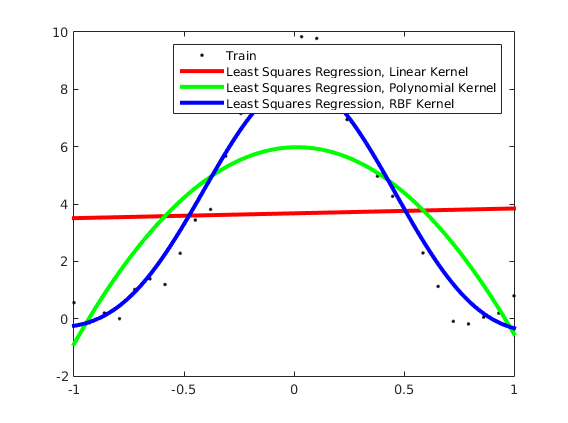 10
Train
Least Squares Regression, Linear Kernel
Least Squares Regression, Polynomial Kernel
Least Squares Regression, RBF Kernel
8
6
4
2
0
-2
-1 -0.5 0 0.5 1